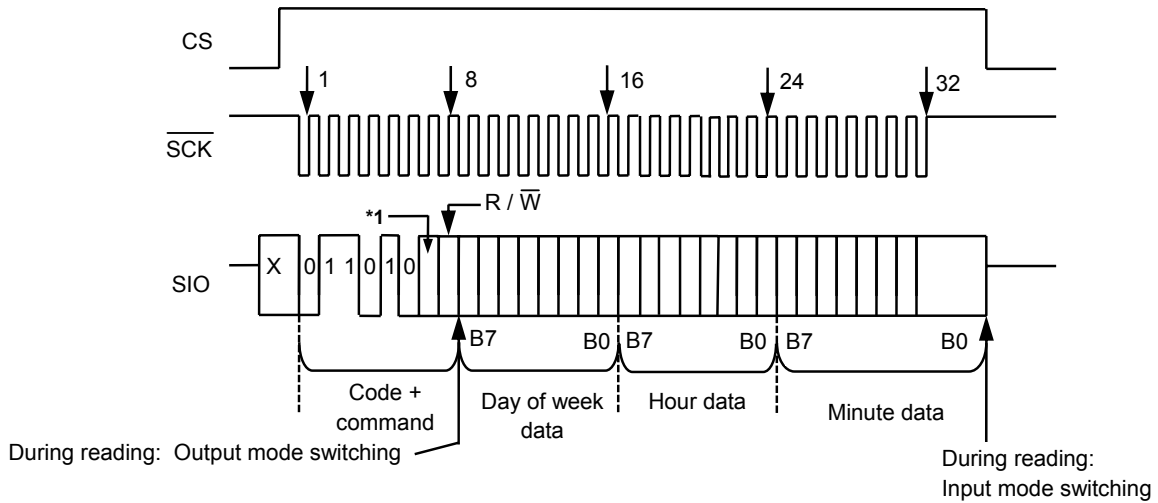 CS
1 8 16 24 32
SCK
*1 R / W
SIO
X 0 1 1 0 1 0
B7 B0 B7 B0 B7 B0
Code +
command
Day of week
data
Hour data
Minute data
During reading: Output mode switching
During reading:
Input mode switching